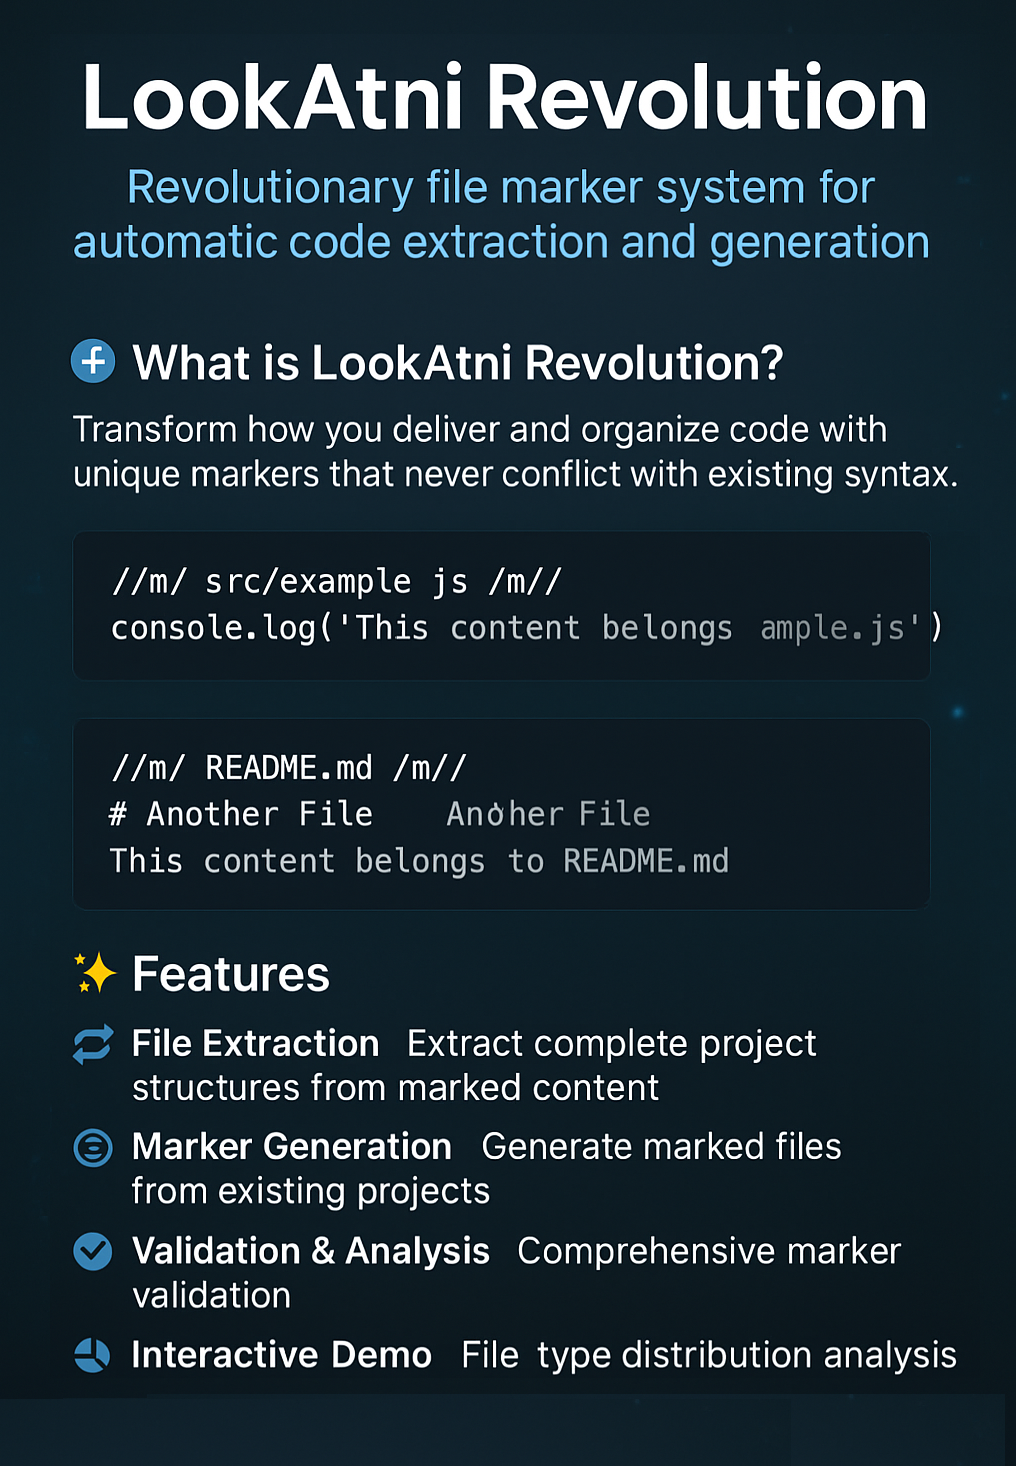 LookAtni Revolution
Revolutionary file marker system for
automatic code extraction and generation
What is LookAtni Revolution?
Transform how you deliver and organize code with
unique markers that never conflict with existing syntax.
//m/ src/example js /m//
console.log('This content belongs ample.js')
//m/ README.md /m//
# Another File File
This content belongs to README.md
Features
File Extraction Extract complete project
structures from marked content
Marker Generation Generate marked files
from existing projects
Validation & Analysis Comprehensive marker
validation
Interactive Demo File type distribution analysis